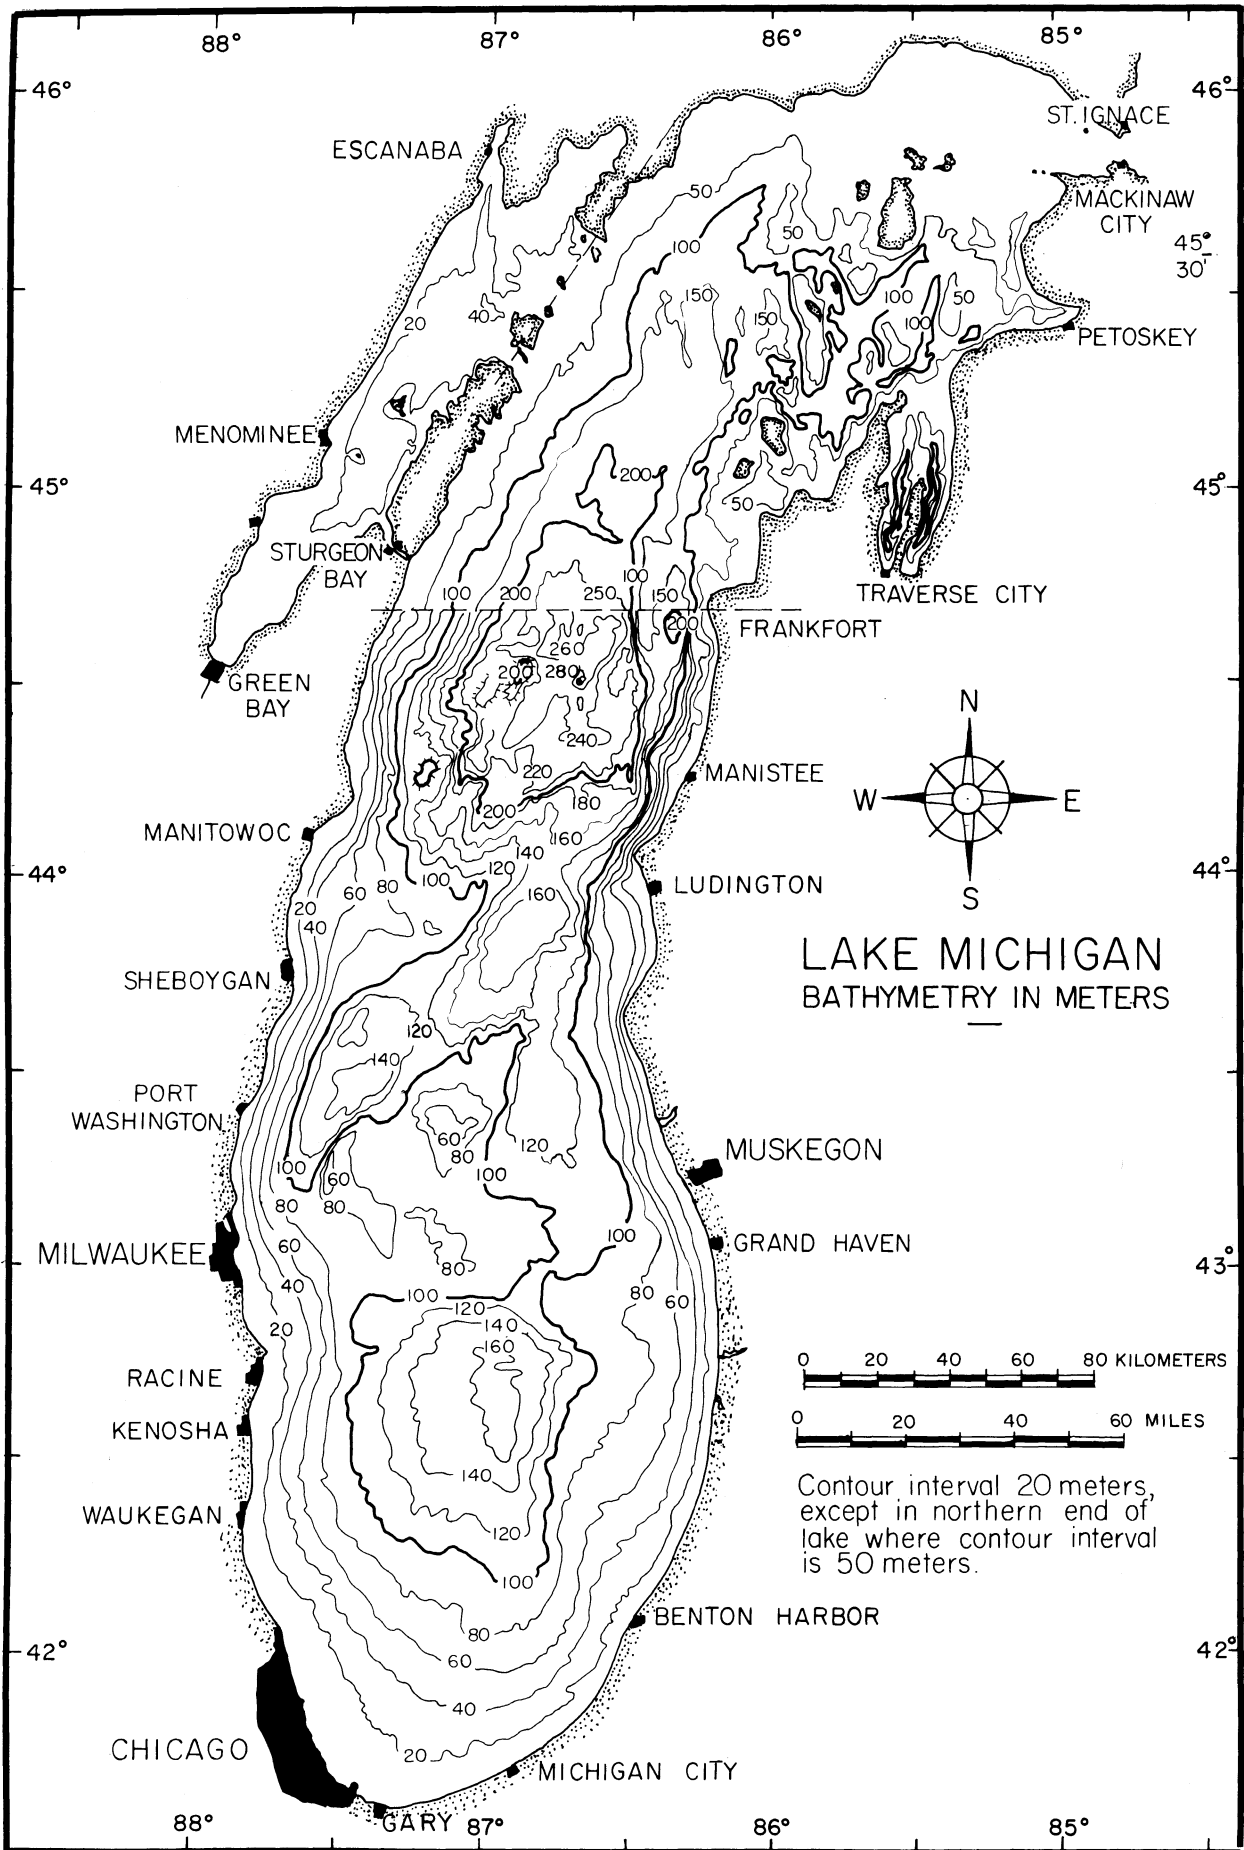 88°
87°
86°
85°
46°
46°
ST. IGNACE
ESCANABA
MACKINAW
CITY
50
50
45°
30'
100
150
150
100
50
100
20
40
PETOSKEY
MENOMINEE
200
50
45°
45°
STURGEON
BAY
100
200
250
100
150
TRAVERSE CITY
200
FRANKFORT
260
200
280
GREEN
BAY
240
220
MANISTEE
N
W
E
S
200
180
160
140
120
MANITOWOC
44°
44°
100
80
60
20
40
160
LUDINGTON
LAKE MICHIGAN
BATHYMETRY IN METERS
SHEBOYGAN
120
140
PORT
WASHINGTON
60
80
120
100
100
60
80
80
MUSKEGON
MILWAUKEE
60
40
20
80
100
GRAND HAVEN
43°
80
60
100
120
140
160
0 20 40 60 80 KILOMETERS
0 20 40 60 MILES
RACINE
KENOSHA
140
120
100
WAUKEGAN
Contour interval 20 meters,
except in northern end of
lake where contour interval
is 50 meters.
80
60
40
20
BENTON HARBOR
42°
42°
CHICAGO
MICHIGAN CITY
GARY
88°
87°
86°
85°